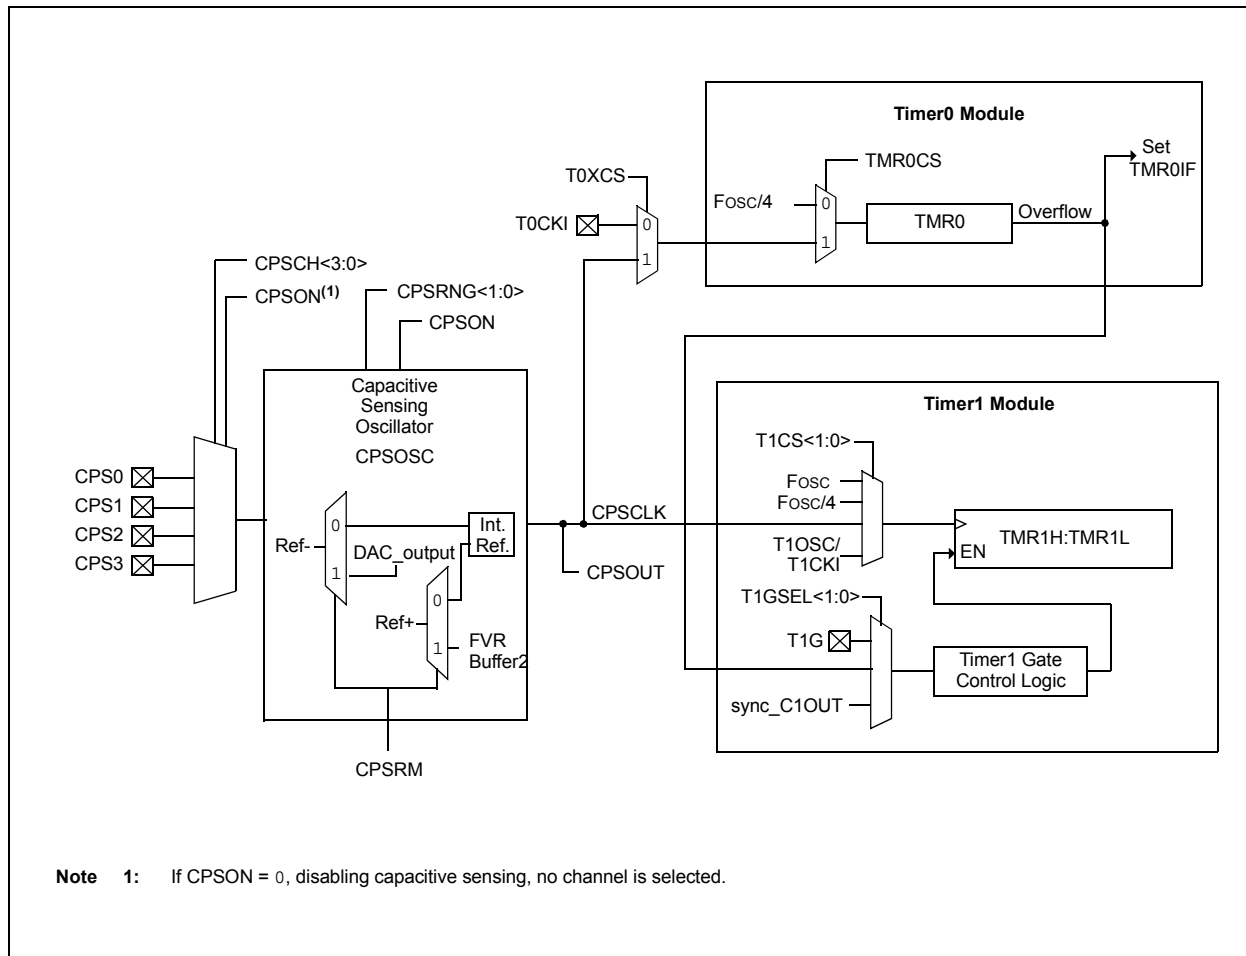 Timer0 Module
Set
TMR0IF
TMR0CS
T0XCS
FOSC/4
0
1
TMR0
Overflow
T0CKI
0
1
CPSCH<3:0>
CPSON(1)
CPSRNG<1:0>
CPSON
Capacitive
Sensing
Oscillator
CPSOSC
Timer1 Module
T1CS<1:0>
FOSC
FOSC/4
T1OSC/
T1CKI
TMR1H:TMR1L
EN
CPS0
CPS1
CPS2
CPS3
CPSCLK
CPSOUT
0
1
Ref-
DAC_output
Int.
Ref.
0
1
Ref+
FVR
Buffer2
T1GSEL<1:0>
T1G
Timer1 Gate
Control Logic
sync_C1OUT
CPSRM
Note 1: If CPSON = 0, disabling capacitive sensing, no channel is selected.